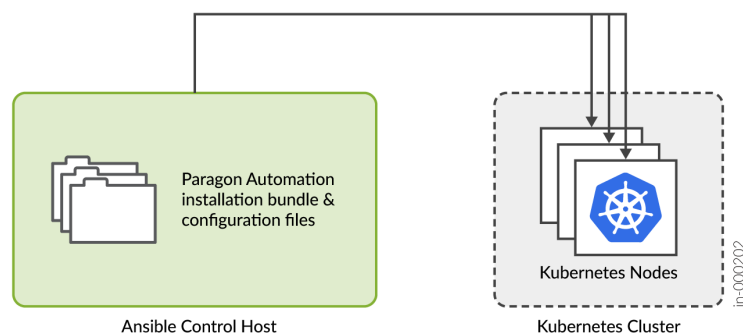 Paragon Automation
installation bundle &
configuration files
Ansible Control Host
Kubernetes Nodes
Kubernetes Cluster
jn-000202